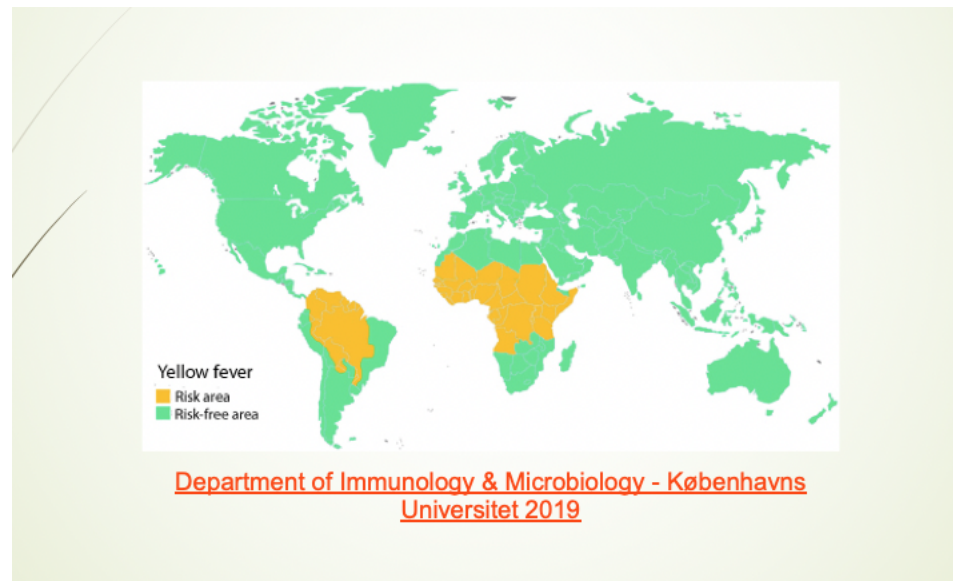 Yellow fever
Risk area
Risk-free area
Department of Immunology & Microbiology - Københavns
Universitet 2019